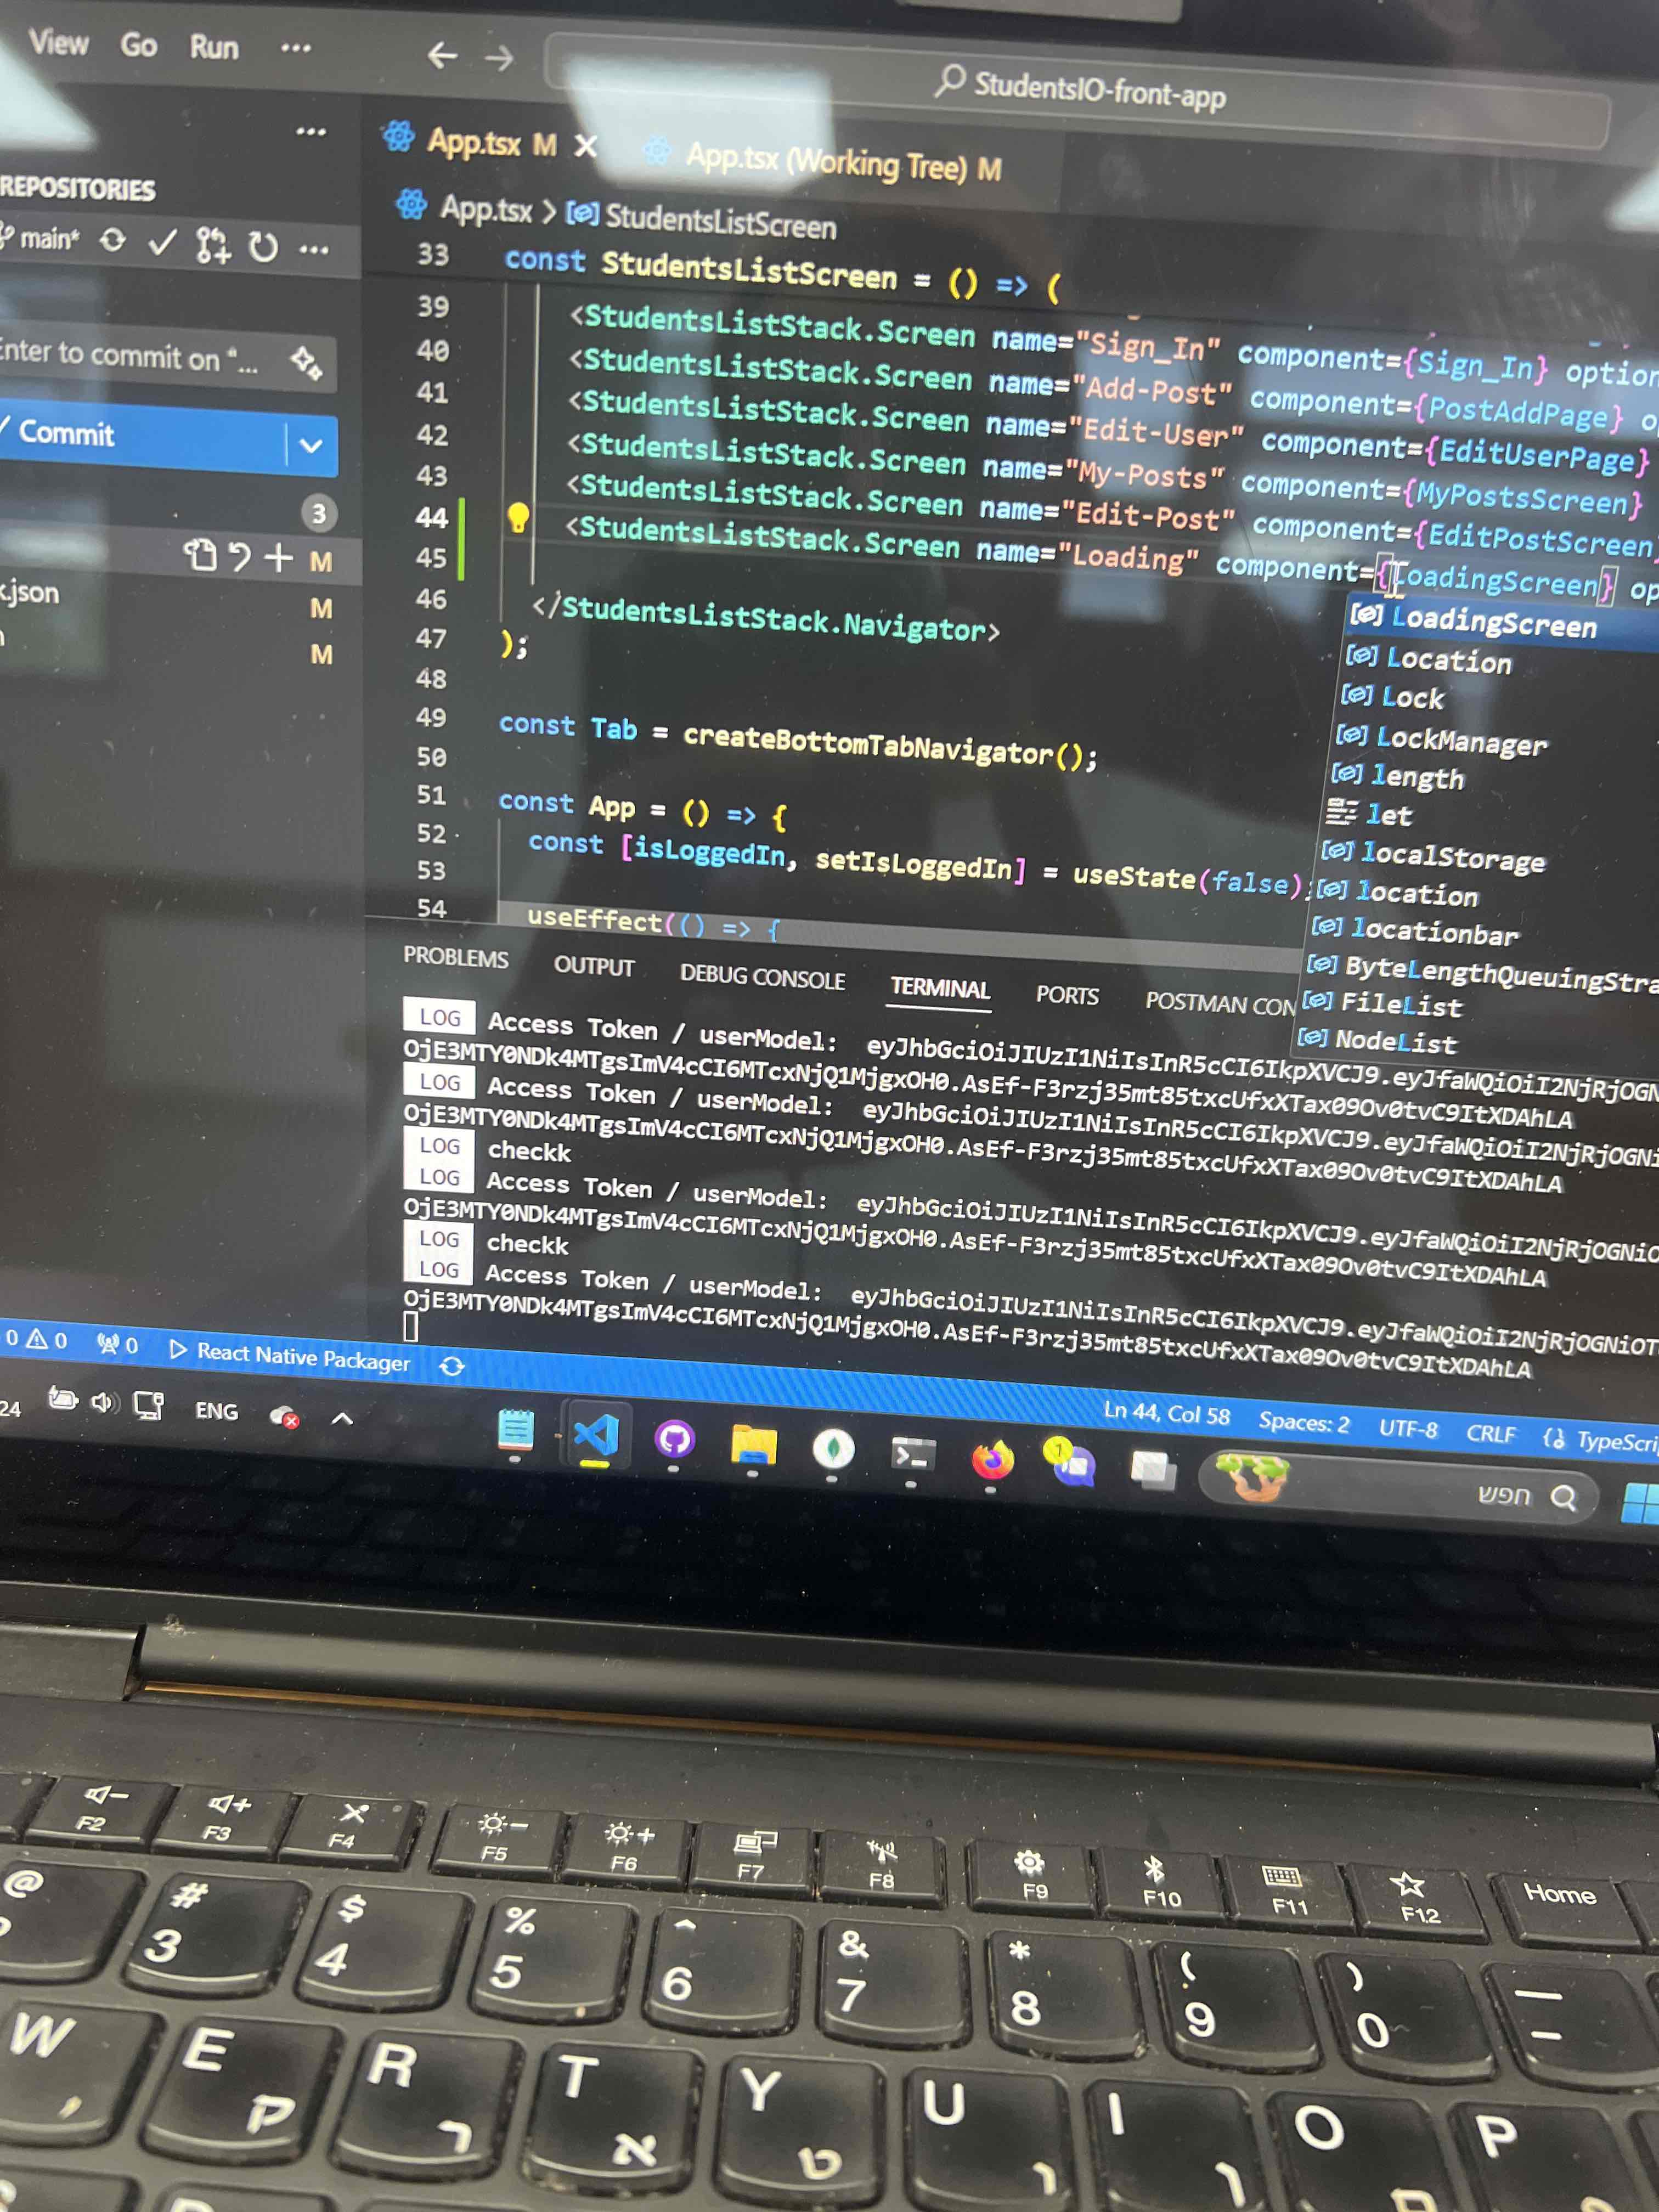 View Go Run ...
StudentsIO-front-app
...
App.tsx M
App.tsx (Working Tree) M
REPOSITORIES
App.tsx > StudentsListScreen
main* ...
33 const StudentsListScreen = () => (
39 <StudentsListStack.Screen name="Sign_In" component={Sign_In} option
40 <StudentsListStack.Screen name="Add-Post" component={PostAddPage}
41 <StudentsListStack.Screen name="Edit-User" component={EditUserPage}
42 <StudentsListStack.Screen name="My-Posts" component={MyPostsScreen}
43 <StudentsListStack.Screen name="Edit-Post" component={EditPostScreen}
44 <StudentsListStack.Screen name="Loading" component={LoadingScreen} op
45
46 </StudentsListStack.Navigator>
47 );
48
49 const Tab = createBottomTabNavigator();
50
51 const App = () => {
52 const [isLoggedIn, setIsLoggedIn] = useState(false);
53
54 useEffect(() => {
Enter to commit on "...
Commit
3
M
.json M
M
LoadingScreen
Location
Lock
LockManager
length
let
localStorage
location
locationbar
ByteLengthQueuingStra
FileList
NodeList
PROBLEMS OUTPUT DEBUG CONSOLE TERMINAL PORTS POSTMAN CON
LOG Access Token / userModel: eyJhbGciOiJIUzI1NiIsInR5cCI6IkpXVCJ9.eyJfaWQiOiI2NjRjOGN
OjE3MTY0NDk4MTgsImV4cCI6MTcxNjQ1MjgxOH0.AsEf-F3rzj35mt85txcUfxXTax09Ov0tvC9ItXDAhLA
LOG Access Token / userModel: eyJhbGciOiJIUzI1NiIsInR5cCI6IkpXVCJ9.eyJfaWQiOiI2NjRjOGNi
OjE3MTY0NDk4MTgsImV4cCI6MTcxNjQ1MjgxOH0.AsEf-F3rzj35mt85txcUfxXTax09Ov0tvC9ItXDAhLA
LOG checkk
LOG Access Token / userModel: eyJhbGciOiJIUzI1NiIsInR5cCI6IkpXVCJ9.eyJfaWQiOiI2NjRjOGNiO
OjE3MTY0NDk4MTgsImV4cCI6MTcxNjQ1MjgxOH0.AsEf-F3rzj35mt85txcUfxXTax09Ov0tvC9ItXDAhLA
LOG checkk
LOG Access Token / userModel: eyJhbGciOiJIUzI1NiIsInR5cCI6IkpXVCJ9.eyJfaWQiOiI2NjRjOGNiOT
OjE3MTY0NDk4MTgsImV4cCI6MTcxNjQ1MjgxOH0.AsEf-F3rzj35mt85txcUfxXTax09Ov0tvC9ItXDAhLA
0 0 0 React Native Packager
Ln 44, Col 58 Spaces: 2 UTF-8 CRLF TypeScri
24 ENG
1
חפש
F2 F3 F4 F5 F6 F7 F8 F9 F10 F11 F12 Home
@ # $ % ^ & * ( )
3 4 5 6 7 8 9 0 -
W E R T Y U I O P
ק ר א ט ו ן ם